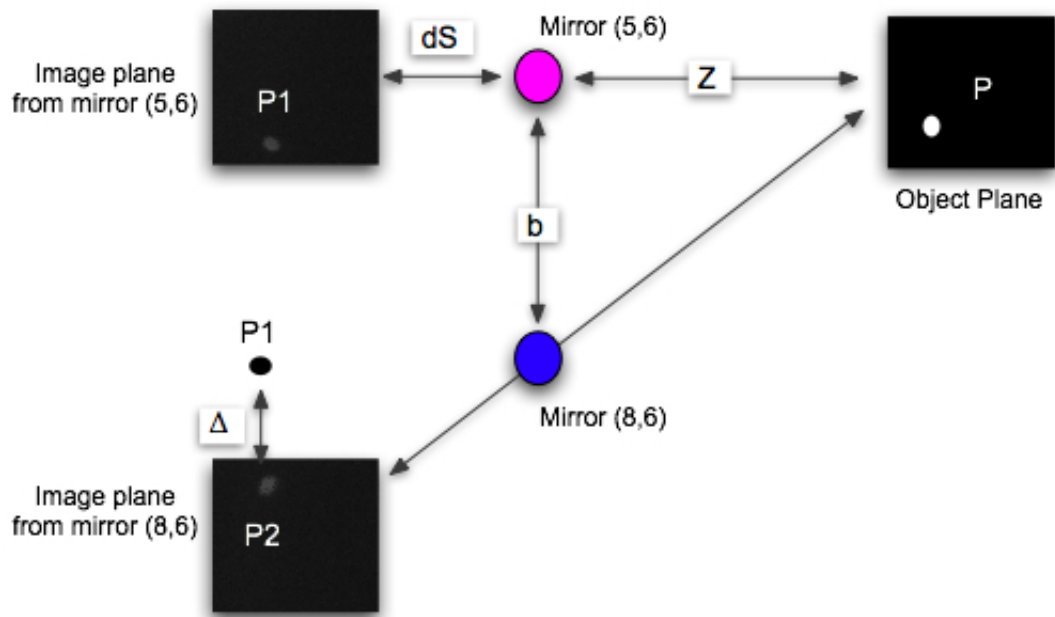 dS
Mirror (5,6)
Image plane
from mirror (5,6)
P1
Z
P
Object Plane
b
P1
Δ
Mirror (8,6)
Image plane
from mirror (8,6)
P2